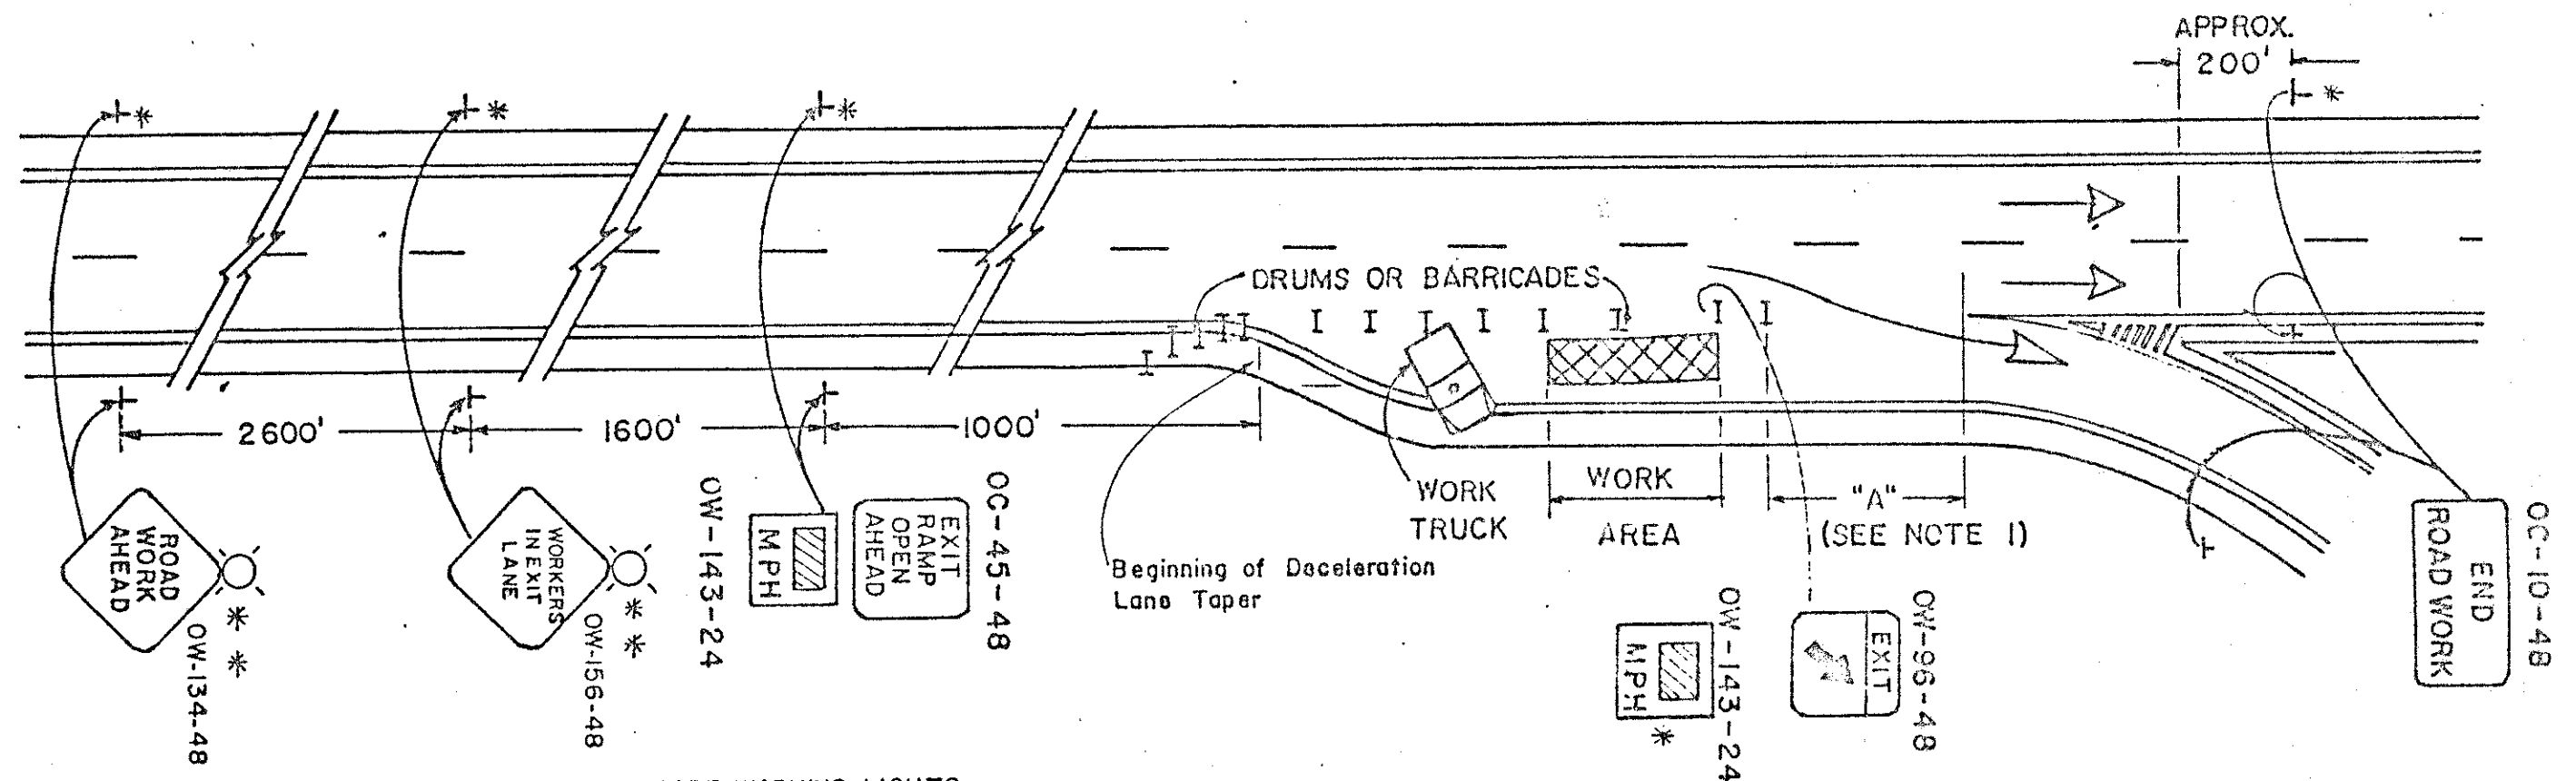 APPROX.
200'
*
*
*
*
DRUMS OR BARRICADES
2600'
1600'
1000'
WORK
TRUCK
WORK
AREA
"A"
(SEE NOTE 1)
Beginning of Deceleration
Lane Taper
ROAD
WORK
AHEAD
* *
OW-134-48
WORKERS
IN EXIT
LANE
* *
OW-156-48
OW-143-24
MPH
EXIT
RAMP
OPEN
AHEAD
OC-45-48
MPH
*
OW-143-24
EXIT
OW-96-48
END
ROAD WORK
OC-10-48
WARNING LIGHTS